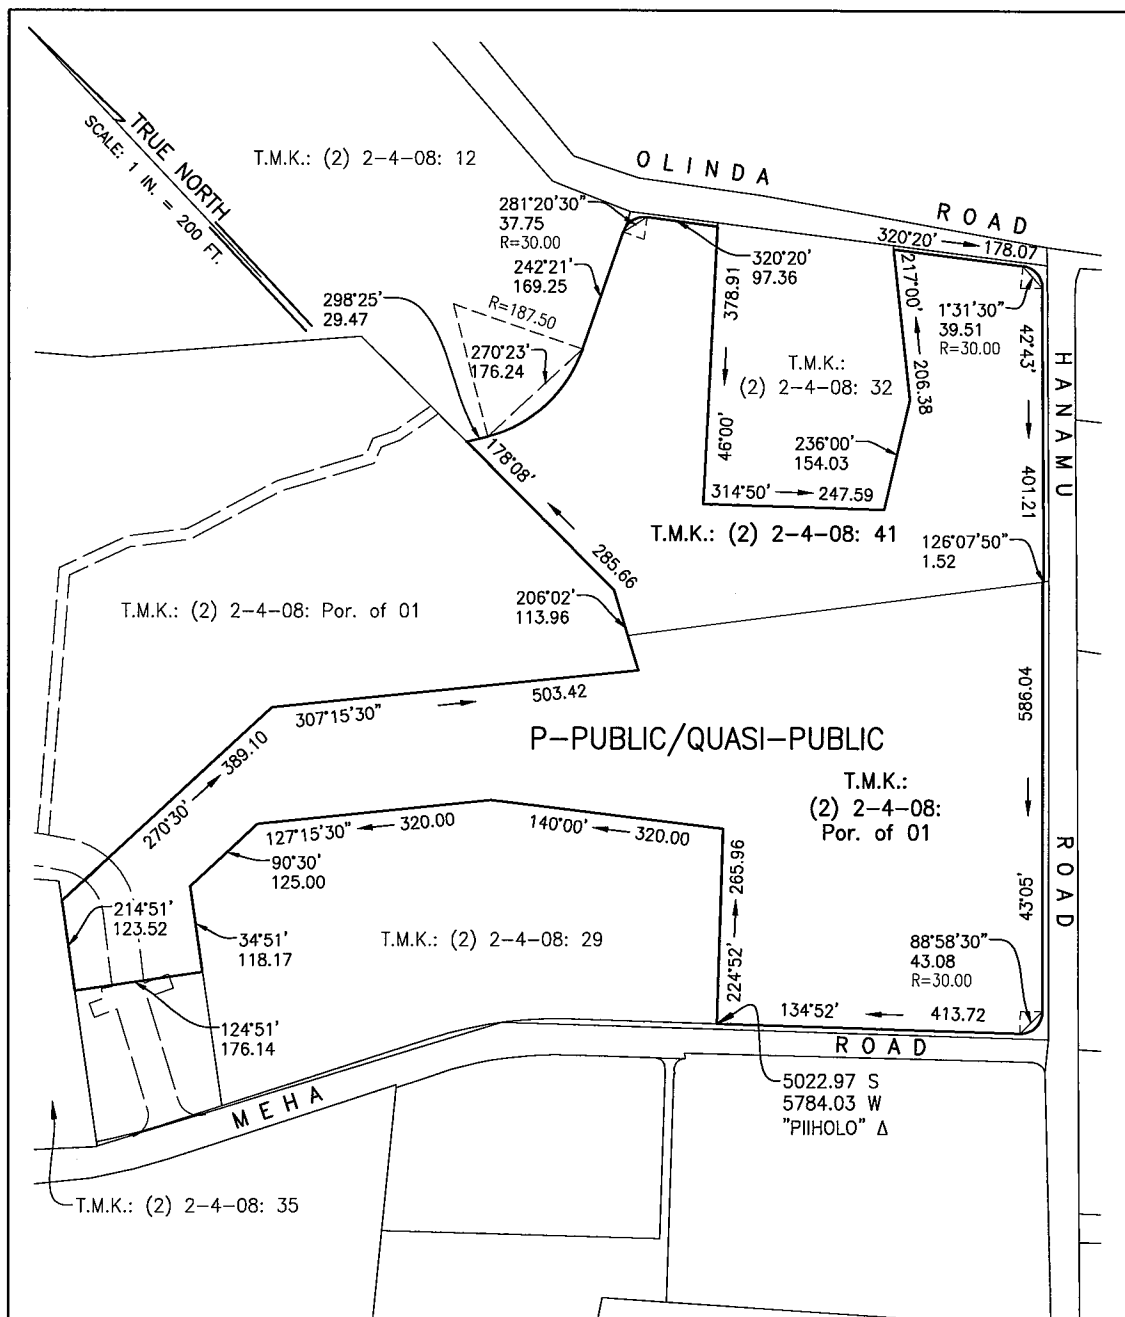 TRUE NORTH
SCALE: 1 IN. = 200 FT.
T.M.K.: (2) 2-4-08: 12
OLINDA
ROAD
281°20'30"
37.75
R=30.00
320°20' 178.07
320°20'
97.36
242°21'
169.25
298°25'
29.47
R=187.50
270°23'
176.24
378.91
46°00'
217°00'
206.38
1°31'30"
39.51
R=30.00
42°43'
401.21
HANAMU
T.M.K.:
(2) 2-4-08: 32
236°00'
154.03
314°50' 247.59
178°08'
285.66
T.M.K.: (2) 2-4-08: 41
126°07'50"
1.52
206°02'
113.96
T.M.K.: (2) 2-4-08: Por. of 01
307°15'30" 503.42
586.04
43°05'
P-PUBLIC/QUASI-PUBLIC
T.M.K.:
(2) 2-4-08:
Por. of 01
270°30' 389.10
127°15'30" 320.00
140°00' 320.00
90°30'
125.00
224°52' 265.96
ROAD
214°51'
123.52
34°51'
118.17
T.M.K.: (2) 2-4-08: 29
88°58'30"
43.08
R=30.00
124°51'
176.14
134°52' 413.72
ROAD
MEHA
5022.97 S
5784.03 W
"PIIHOLO" Δ
T.M.K.: (2) 2-4-08: 35